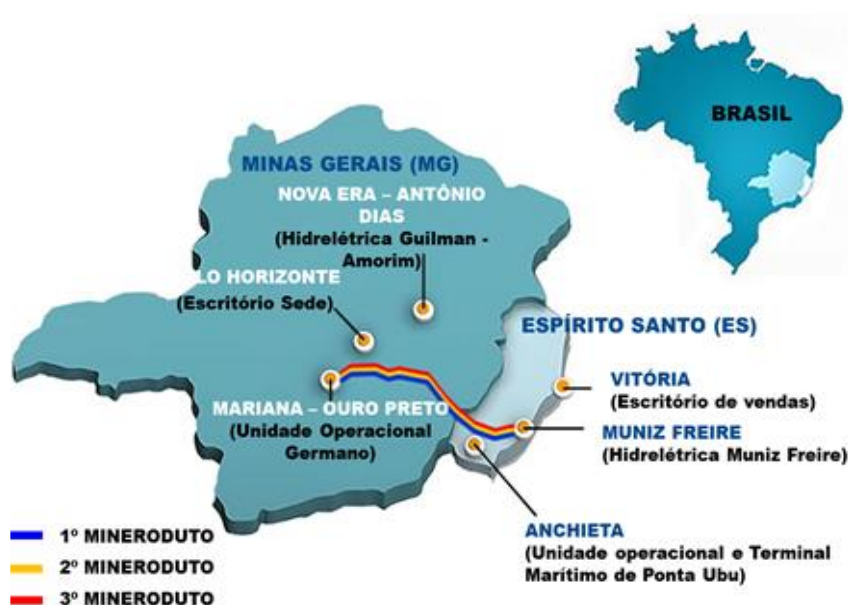 BRASIL
MINAS GERAIS (MG)
NOVA ERA – ANTÔNIO
DIAS
(Hidrelétrica Guilman -
Amorim)
LO HORIZONTE
(Escritório Sede)
ESPÍRITO SANTO (ES)
VITÓRIA
(Escritório de vendas)
MARIANA – OURO PRETO
(Unidade Operacional
Germano)
MUNIZ FREIRE
(Hidrelétrica Muniz Freire)
ANCHIETA
(Unidade operacional e Terminal
Marítimo de Ponta Ubu)
1º MINERODUTO
2º MINERODUTO
3º MINERODUTO